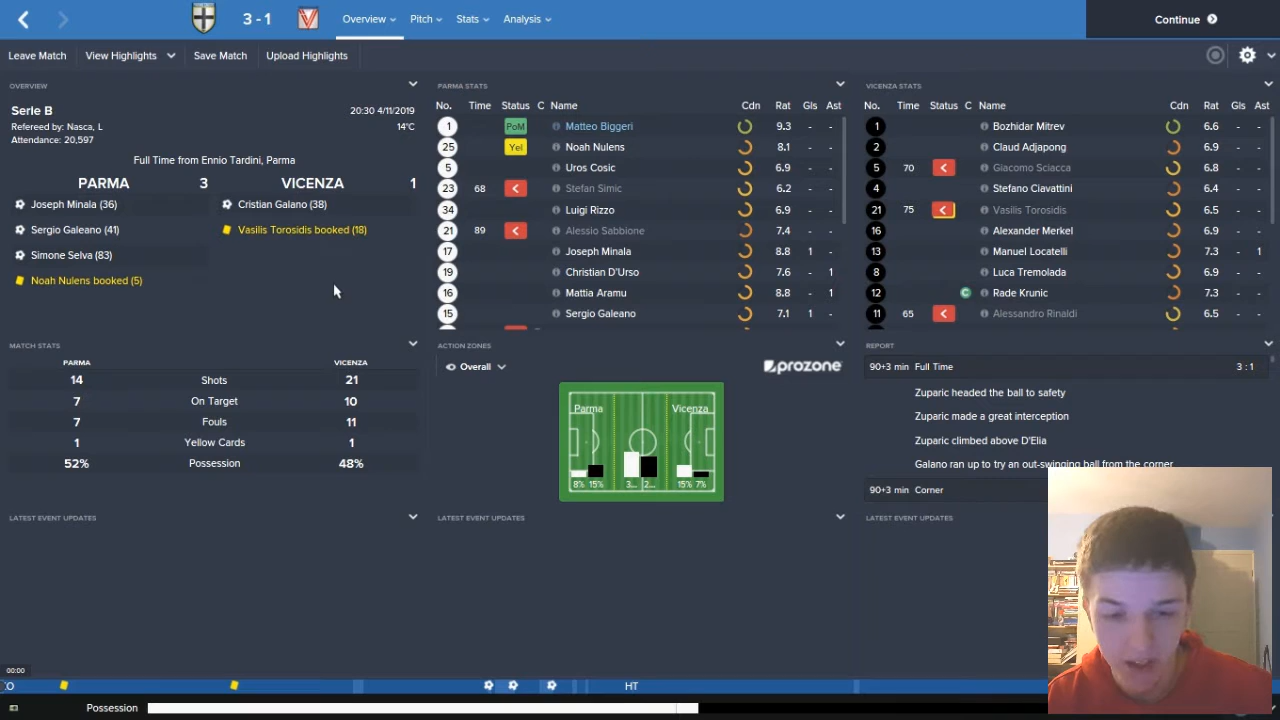 3 - 1
Overview
Pitch
Stats
Analysis
Continue
Leave Match
View Highlights
Save Match
Upload Highlights
OVERVIEW
Serie B
20:30 4/11/2019
Refereed by: Nasca, L
14°C
Attendance: 20,597
Full Time from Ennio Tardini, Parma
PARMA 3 VICENZA 1
Joseph Minala (36)
Cristian Galano (38)
Sergio Galeano (41)
Vasilis Torosidis booked (18)
Simone Selva (83)
Noah Nulens booked (5)
PARMA STATS
No. Time Status C Name Cdn Rat Gls Ast
1 PoM Matteo Biggeri 9.3 - -
25 Yel Noah Nulens 8.1 - -
5 Uros Cosic 6.9 - -
23 68 Stefan Simic 6.2 - -
34 Luigi Rizzo 6.9 - -
21 89 Alessio Sabbione 7.4 - -
17 Joseph Minala 8.8 1 -
19 Christian D'Urso 7.6 - 1
16 Mattia Aramu 8.8 - 1
15 Sergio Galeano 7.1 1 -
VICENZA STATS
No. Time Status C Name Cdn Rat Gls Ast
1 Bozhidar Mitrev 6.6 - -
2 Claud Adjapong 6.9 - -
5 70 Giacomo Sciacca 6.8 - -
4 Stefano Ciavattini 6.4 - -
21 75 Vasilis Torosidis 6.5 - -
16 Alexander Merkel 6.9 - -
13 Manuel Locatelli 7.3 - 1
8 Luca Tremolada 6.9 - -
12 C Rade Krunic 7.3 - -
11 65 Alessandro Rinaldi 6.5 - -
MATCH STATS
PARMA VICENZA
14 Shots 21
7 On Target 10
7 Fouls 11
1 Yellow Cards 1
52% Possession 48%
ACTION ZONES
Overall
prozone
Parma Vicenza
8% 15% 3... 2... 15% 7%
REPORT
90+3 min Full Time 3 : 1
Zuparic headed the ball to safety
Zuparic made a great interception
Zuparic climbed above D'Elia
Galano ran up to try an out-swinging ball from the corner
90+3 min Corner
LATEST EVENT UPDATES
LATEST EVENT UPDATES
LATEST EVENT UPDATES
00:00
HT
Possession